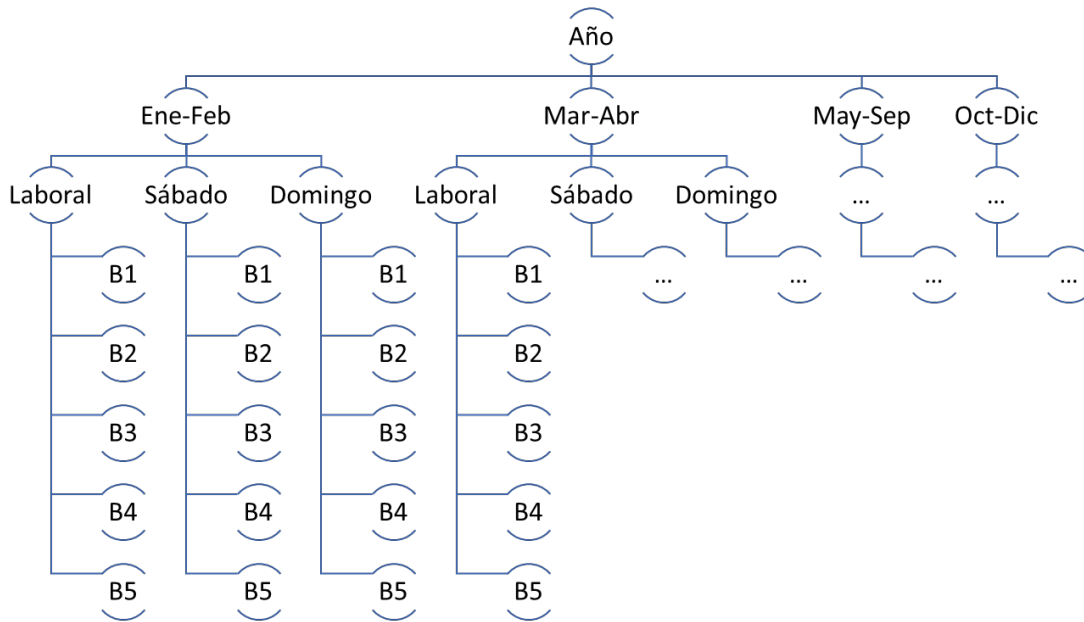 Año
Ene-Feb Mar-Abr May-Sep Oct-Dic
Laboral Sábado Domingo Laboral Sábado Domingo ... ...
B1 B1 B1 B1 ... ... ... ...
B2 B2 B2 B2
B3 B3 B3 B3
B4 B4 B4 B4
B5 B5 B5 B5